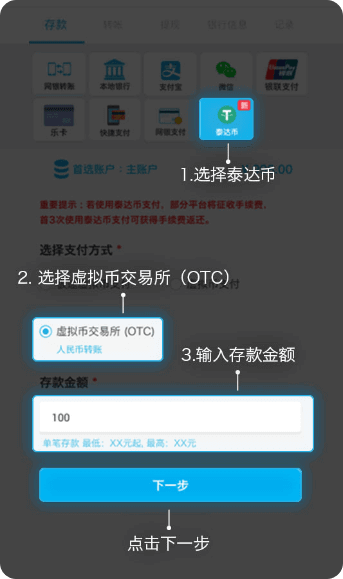 存款 转账 提现 银行信息 记录
网银转账 本地银行 支付宝 微信 银联支付
乐卡 快捷支付 网银支付 泰达币 新
首选账户：主账户
1.选择泰达币
重要提示：若使用泰达币支付，部分平台将征收手续费，
首3次使用泰达币支付可获得手续费返还。
选择支付方式 *
2. 选择虚拟币交易所（OTC）
虚拟币交易所 (OTC)
人民币转账
3.输入存款金额
存款金额 *
100
单笔存款 最低：XX元起, 最高：XX元
下一步
点击下一步